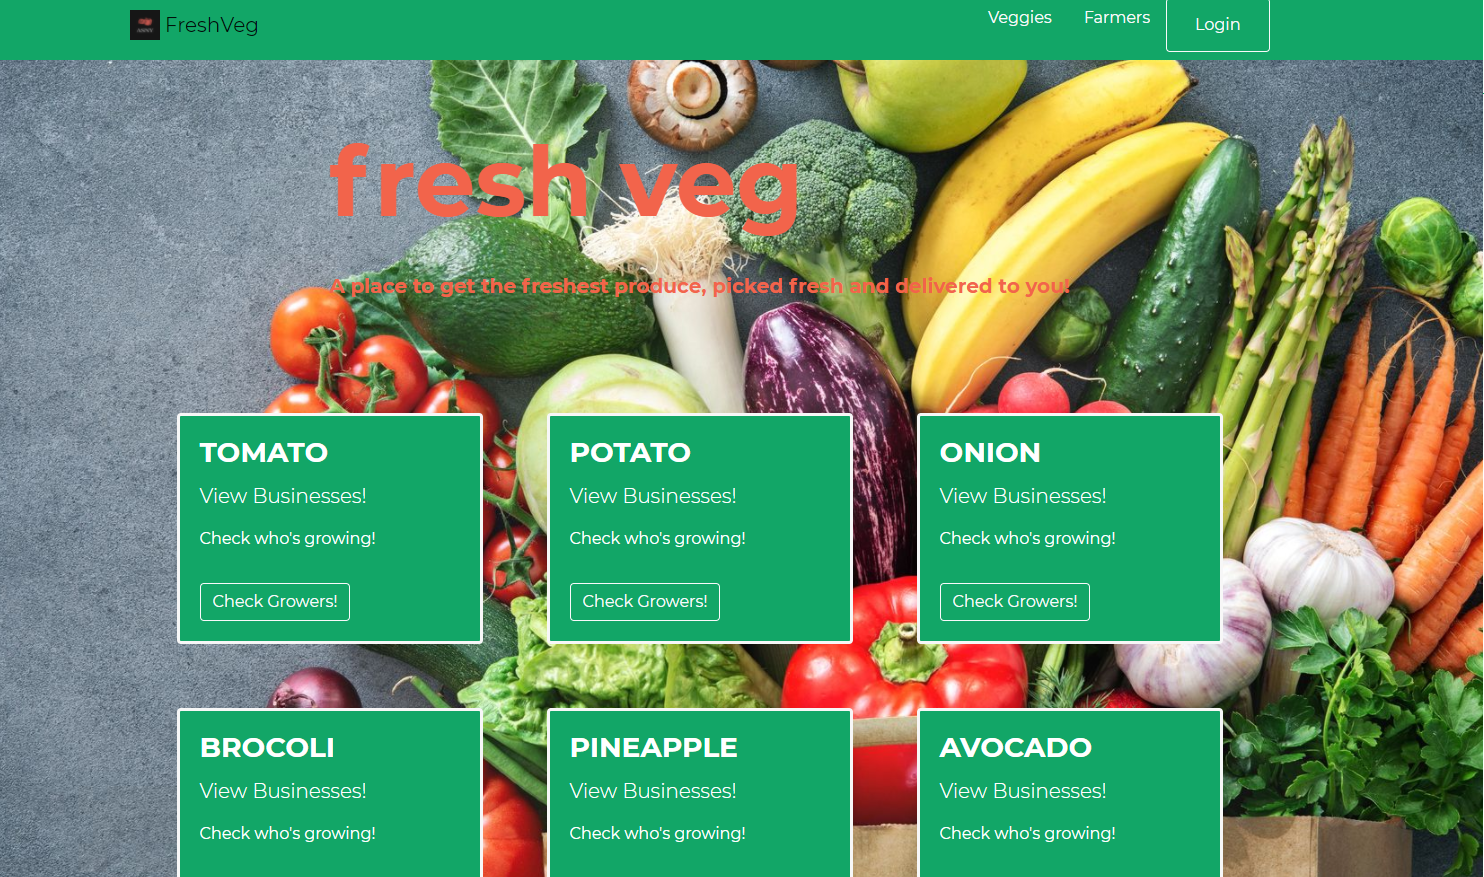 FreshVeg
Veggies Farmers Login
fresh veg
A place to get the freshest produce, picked fresh and delivered to you!
TOMATO
View Businesses!
Check who's growing!
Check Growers!
POTATO
View Businesses!
Check who's growing!
Check Growers!
ONION
View Businesses!
Check who's growing!
Check Growers!
BROCOLI
View Businesses!
Check who's growing!
PINEAPPLE
View Businesses!
Check who's growing!
AVOCADO
View Businesses!
Check who's growing!